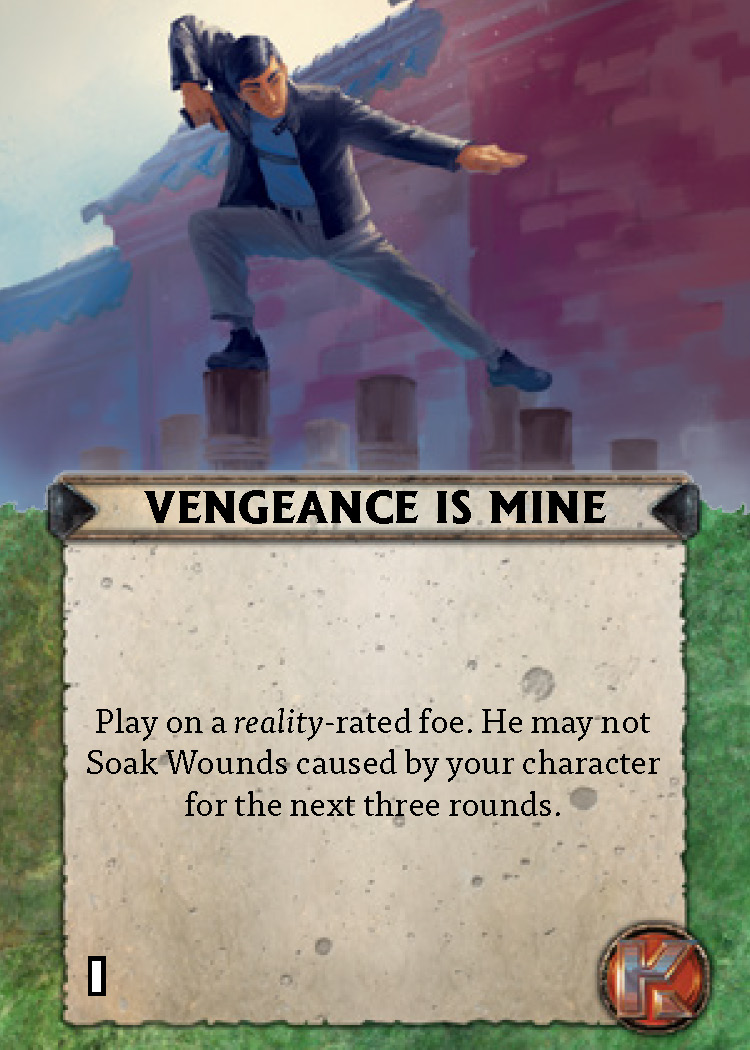 VENGEANCE IS MINE
Play on a reality-rated foe. He may not
Soak Wounds caused by your character
for the next three rounds.
K